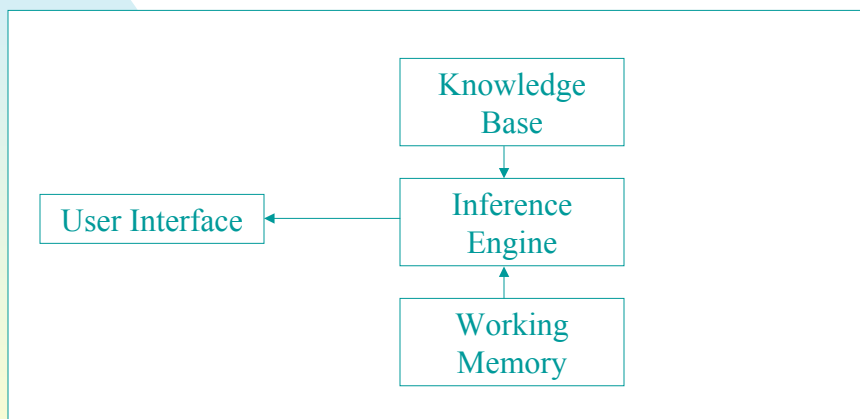 Knowledge
Base
User Interface
Inference
Engine
Working
Memory